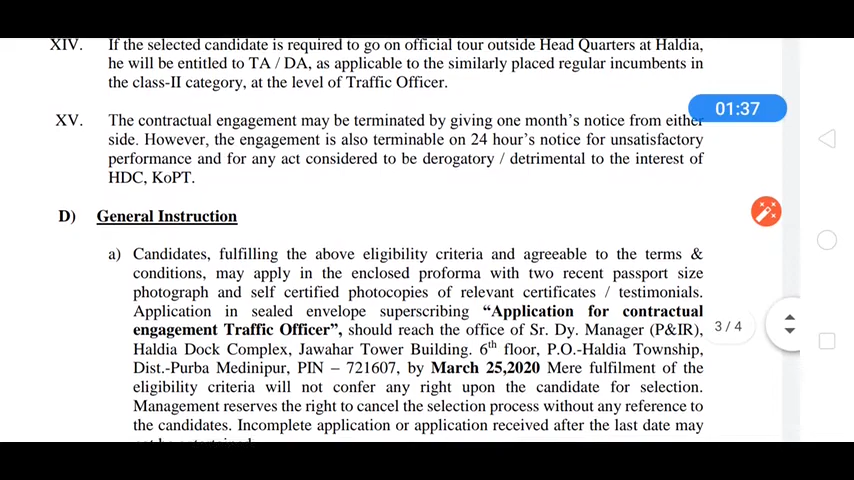 XIV. If the selected candidate is required to go on official tour outside Head Quarters at Haldia,
he will be entitled to TA / DA, as applicable to the similarly placed regular incumbents in
the class-II category, at the level of Traffic Officer.
01:37
XV. The contractual engagement may be terminated by giving one month's notice from either
side. However, the engagement is also terminable on 24 hour's notice for unsatisfactory
performance and for any act considered to be derogatory / detrimental to the interest of
HDC, KoPT.
D) General Instruction
a) Candidates, fulfilling the above eligibility criteria and agreeable to the terms &
conditions, may apply in the enclosed proforma with two recent passport size
photograph and self certified photocopies of relevant certificates / testimonials.
Application in sealed envelope superscribing “Application for contractual
engagement Traffic Officer”, should reach the office of Sr. Dy. Manager (P&IR),
3 / 4
Haldia Dock Complex, Jawahar Tower Building. 6th floor, P.O.-Haldia Township,
Dist.-Purba Medinipur, PIN – 721607, by March 25,2020 Mere fulfilment of the
eligibility criteria will not confer any right upon the candidate for selection.
Management reserves the right to cancel the selection process without any reference to
the candidates. Incomplete application or application received after the last date may